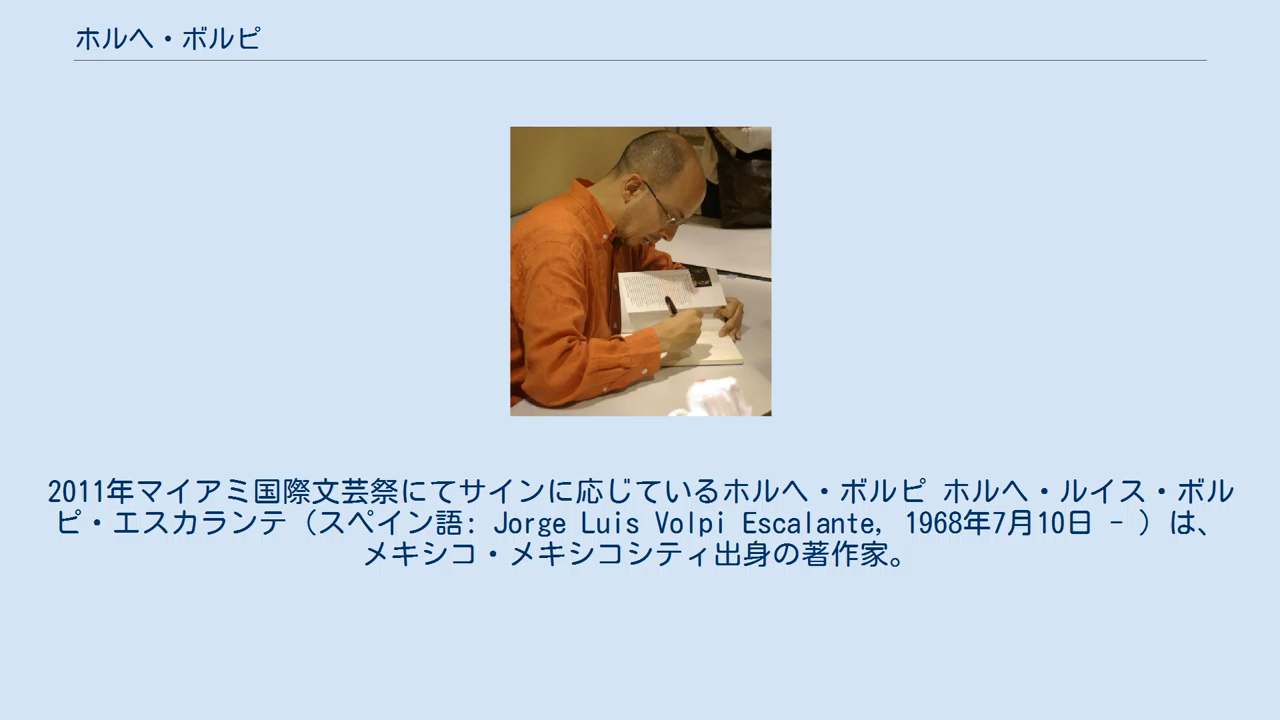 ホルヘ・ボルピ
2011年マイアミ国際文芸祭にてサインに応じているホルヘ・ボルピ ホルヘ・ルイス・ボル
ピ・エスカランテ（スペイン語: Jorge Luis Volpi Escalante, 1968年7月10日 - ）は、
メキシコ・メキシコシティ出身の著作家。